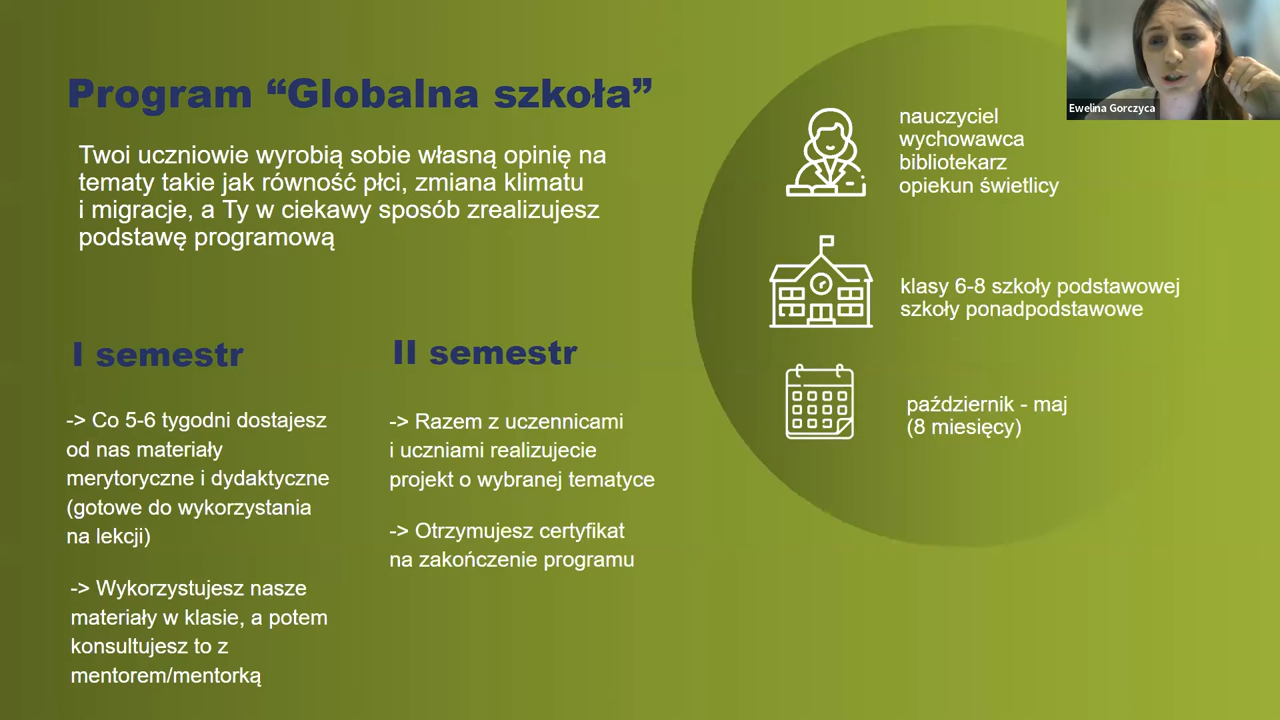 Program “Globalna szkoła”
Twoi uczniowie wyrobią sobie własną opinię na
tematy takie jak równość płci, zmiana klimatu
i migracje, a Ty w ciekawy sposób zrealizujesz
podstawę programową
I semestr
-> Co 5-6 tygodni dostajesz
od nas materiały
merytoryczne i dydaktyczne
(gotowe do wykorzystania
na lekcji)
-> Wykorzystujesz nasze
materiały w klasie, a potem
konsultujesz to z
mentorem/mentorką
II semestr
-> Razem z uczennicami
i uczniami realizujecie
projekt o wybranej tematyce
-> Otrzymujesz certyfikat
na zakończenie programu
nauczyciel
wychowawca
bibliotekarz
opiekun świetlicy
klasy 6-8 szkoły podstawowej
szkoły ponadpodstawowe
październik - maj
(8 miesięcy)
Ewelina Gorczyca